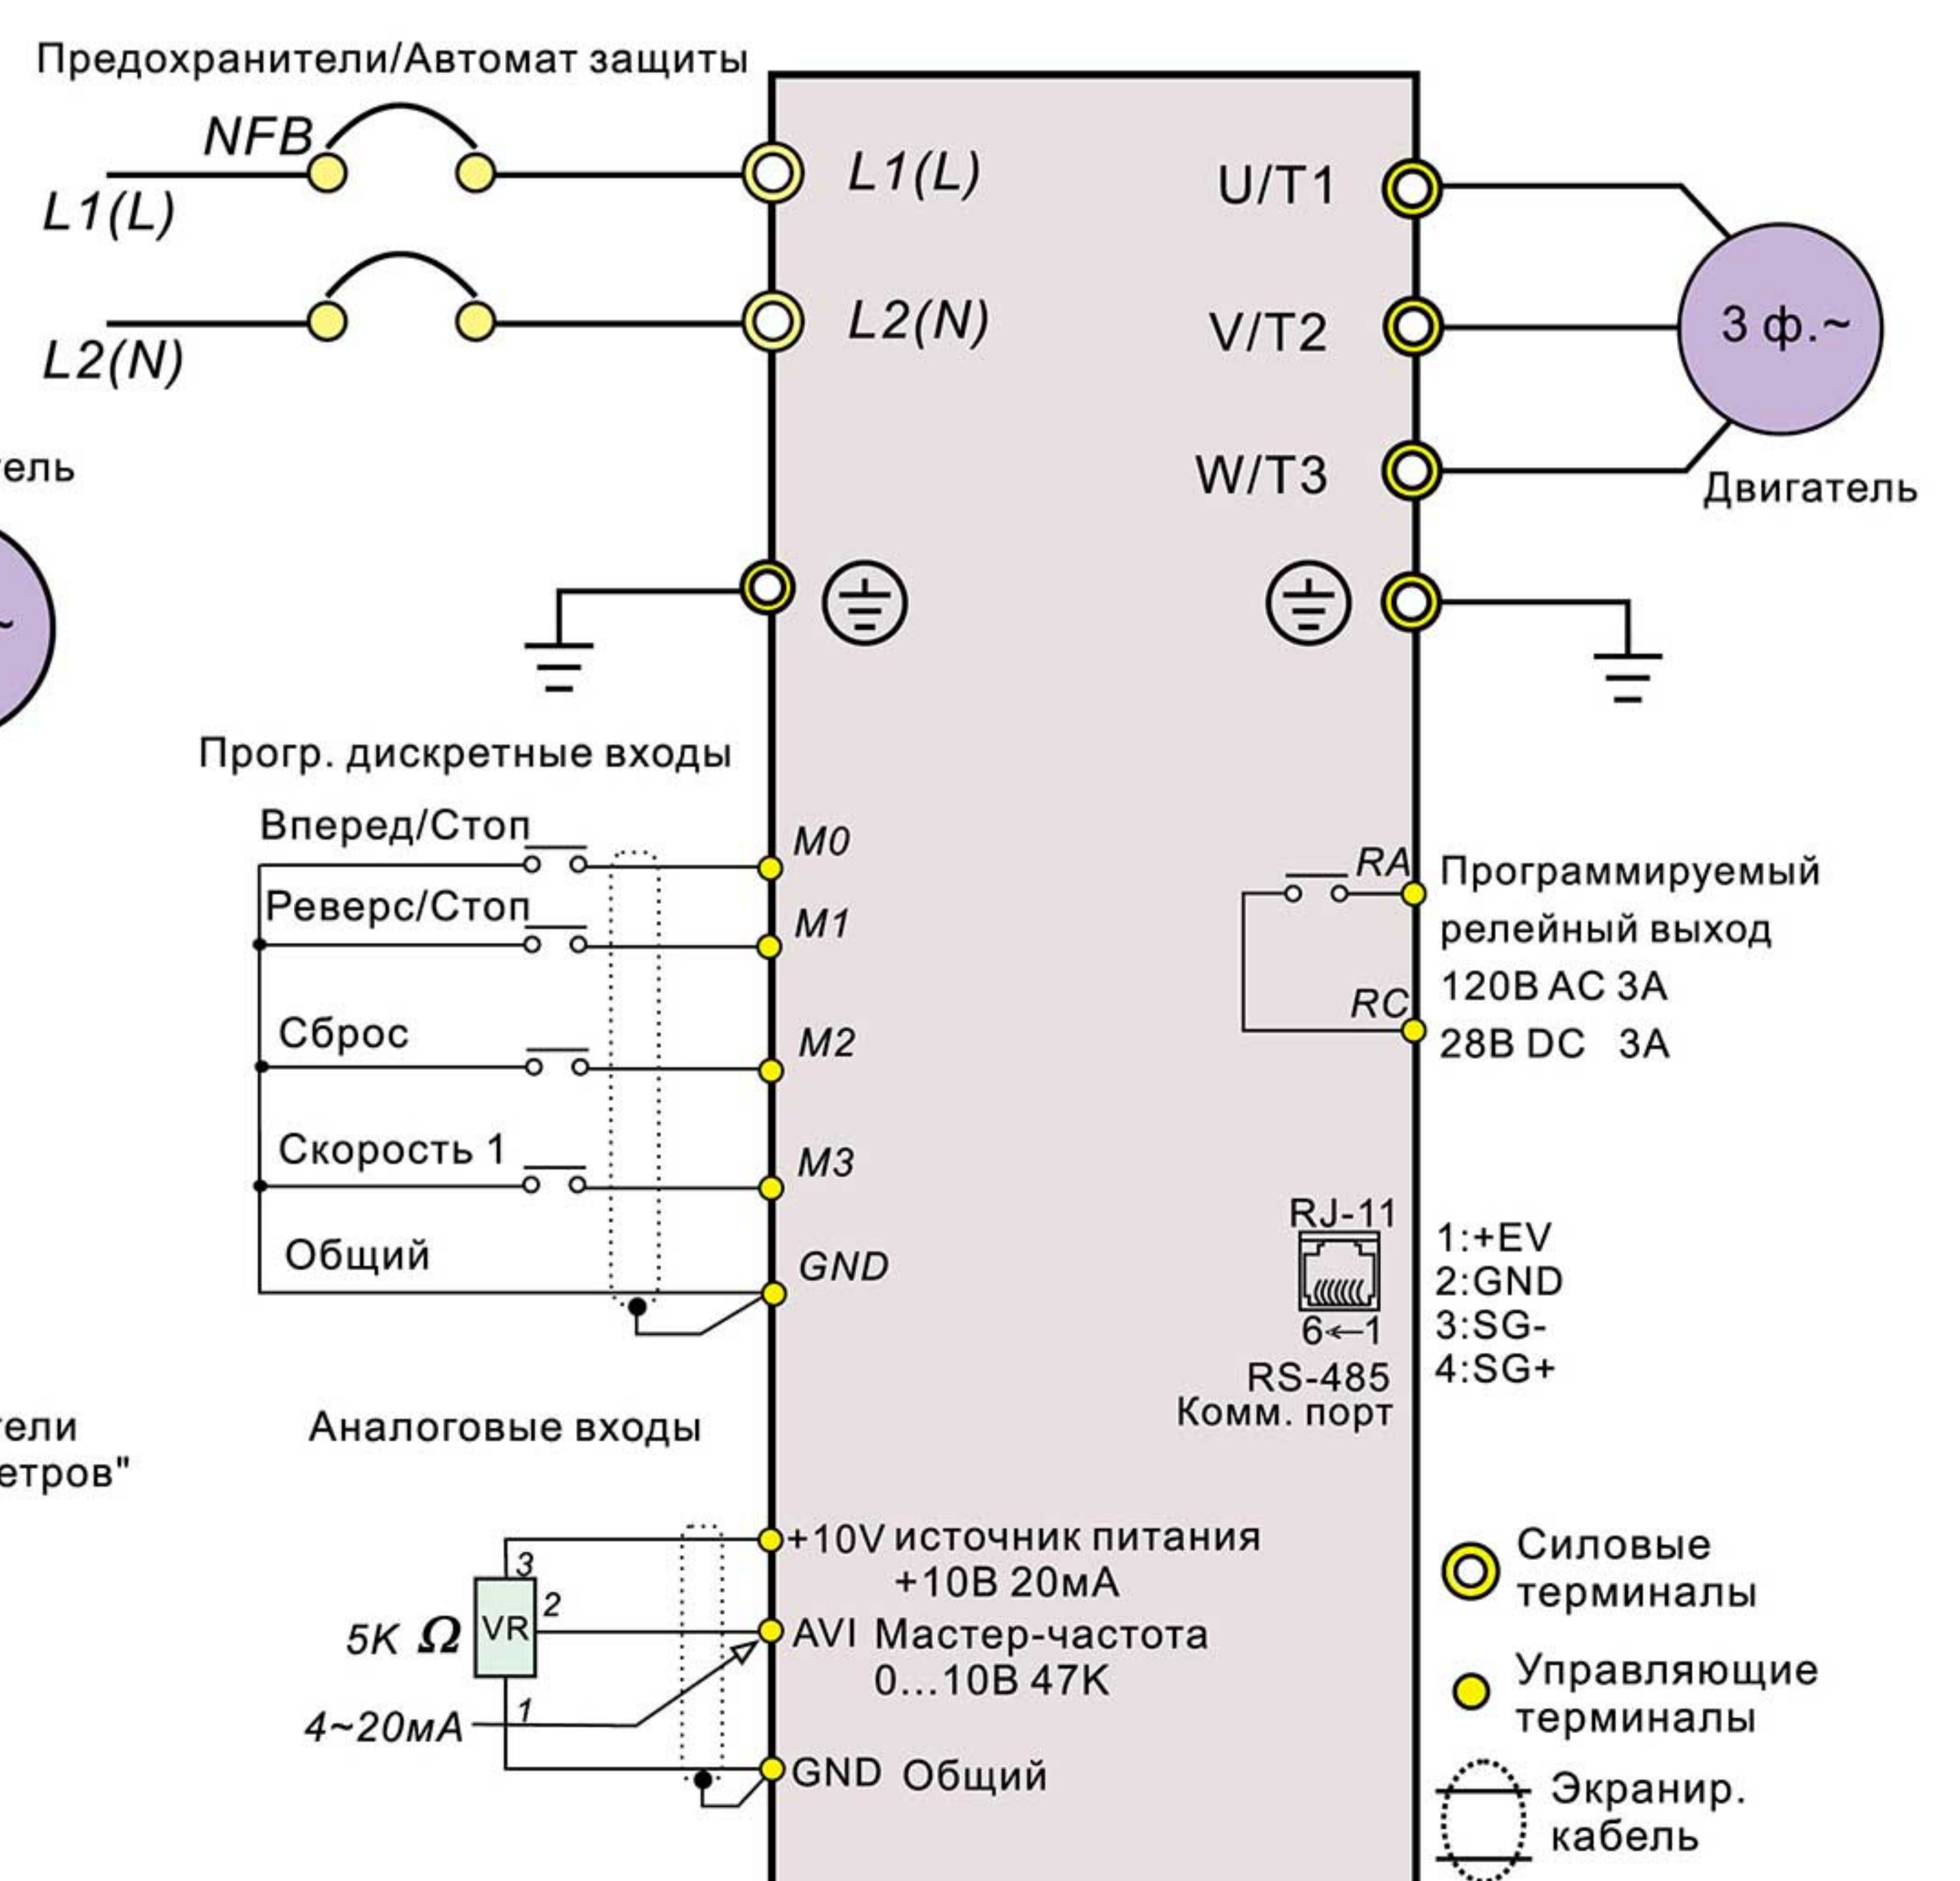 Предохранители/Автомат защиты
NFB
L1(L)
L2(N)
L1(L)
L2(N)
U/T1
V/T2
W/T3
3 ф.~
Двигатель
тель
~
Прогр. дискретные входы
Вперед/Стоп
Реверс/Стоп
Сброс
Скорость 1
Общий
M0
M1
M2
M3
GND
RA
RC
Программируемый
релейный выход
120В AC 3А
28В DC 3А
RJ-11
6←1
RS-485
Комм. порт
1:+EV
2:GND
3:SG-
4:SG+
тели
етров"
Аналоговые входы
5K Ω
VR
3
2
1
4~20мА
+10V источник питания
+10В 20мА
AVI Мастер-частота
0...10В 47K
GND Общий
Силовые
терминалы
Управляющие
терминалы
Экранир.
кабель